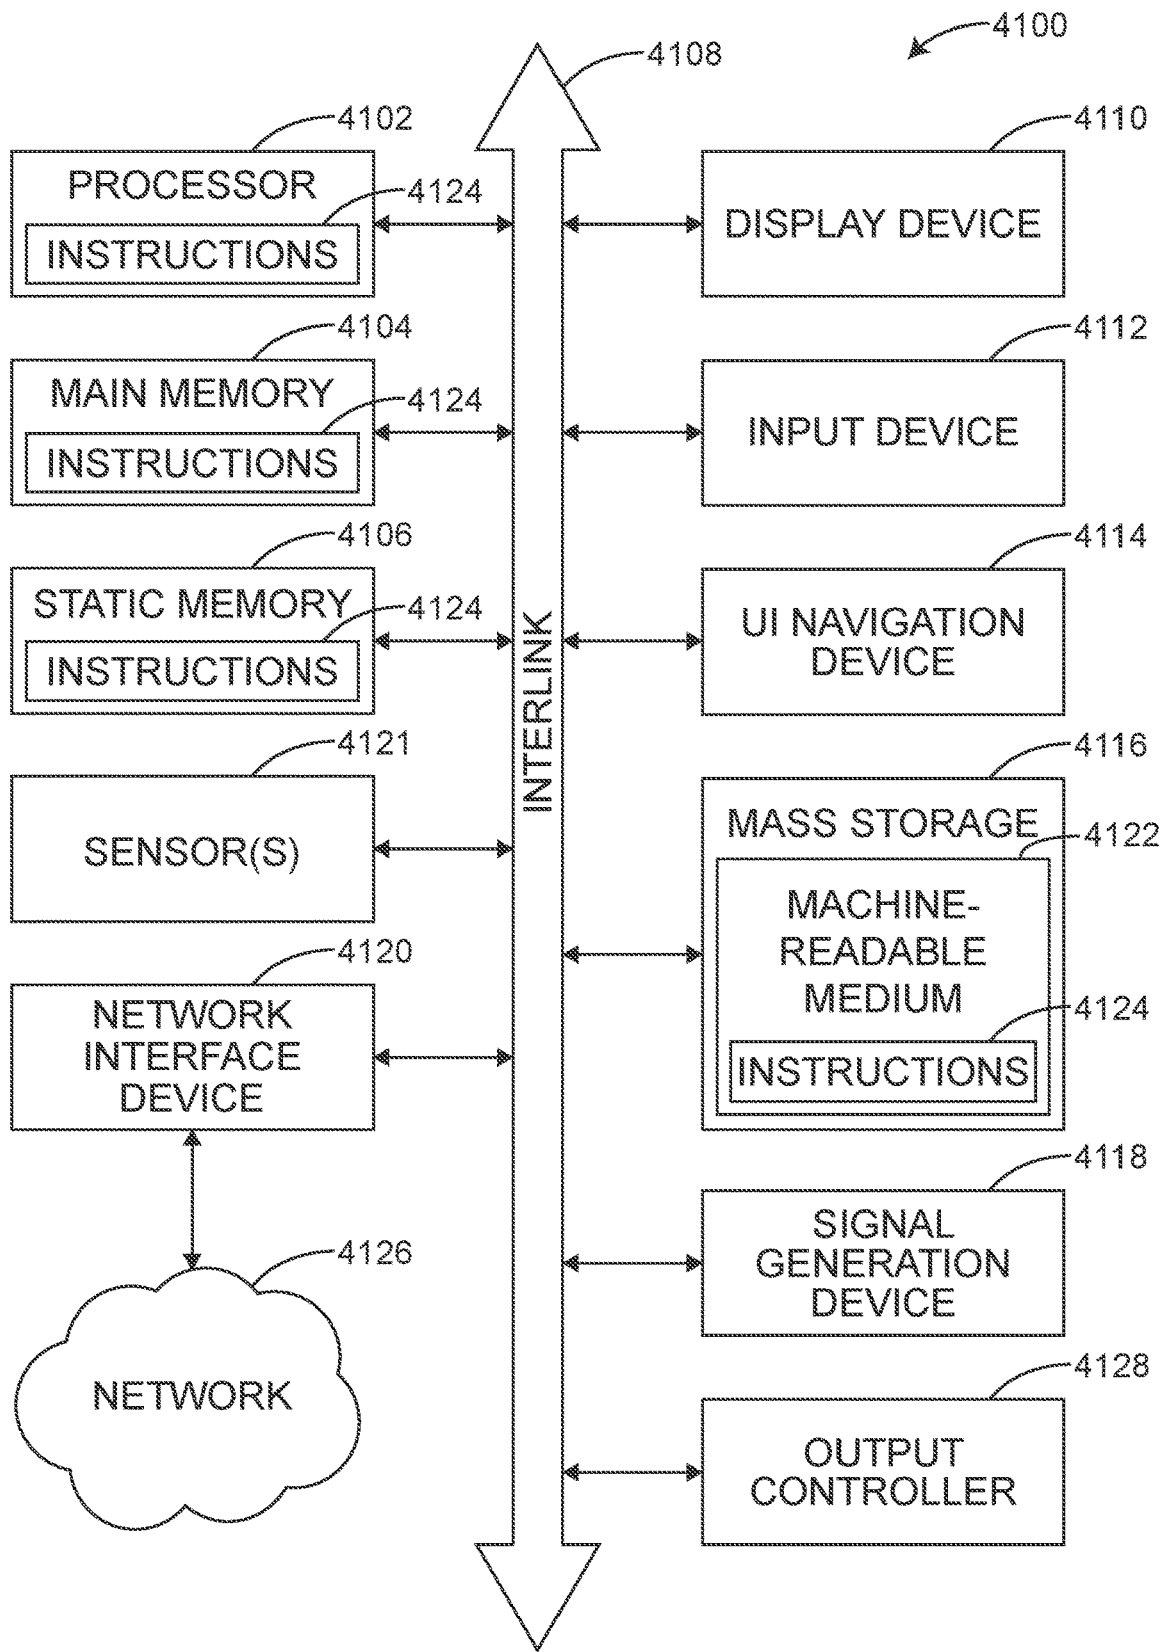 4100
4108
4102
PROCESSOR
4124
INSTRUCTIONS
4104
MAIN MEMORY
4124
INSTRUCTIONS
4106
STATIC MEMORY
4124
INSTRUCTIONS
4121
SENSOR(S)
4120
NETWORK
INTERFACE
DEVICE
4126
NETWORK
INTERLINK
4110
DISPLAY DEVICE
4112
INPUT DEVICE
4114
UI NAVIGATION
DEVICE
4116
MASS STORAGE
4122
MACHINE-
READABLE
MEDIUM
4124
INSTRUCTIONS
4118
SIGNAL
GENERATION
DEVICE
4128
OUTPUT
CONTROLLER